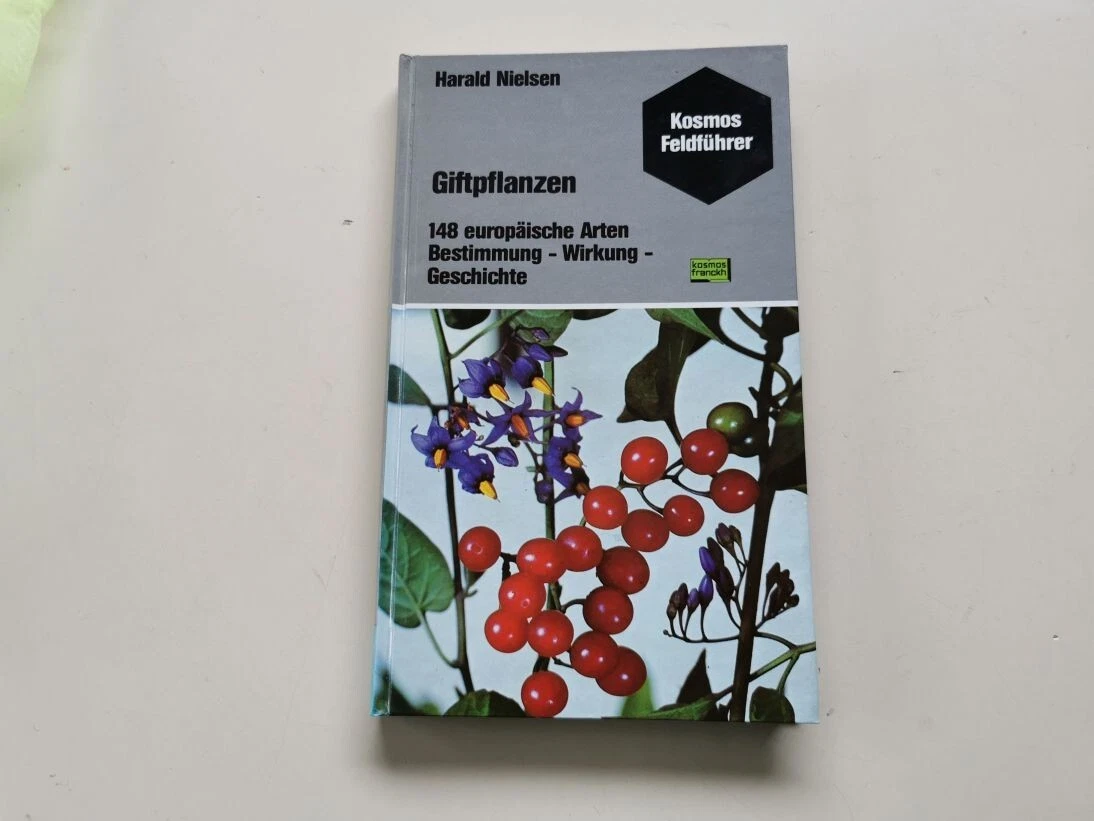 Harald Nielsen
Kosmos
Feldführer
Giftpflanzen
148 europäische Arten
Bestimmung - Wirkung -
Geschichte
kosmos
franckh